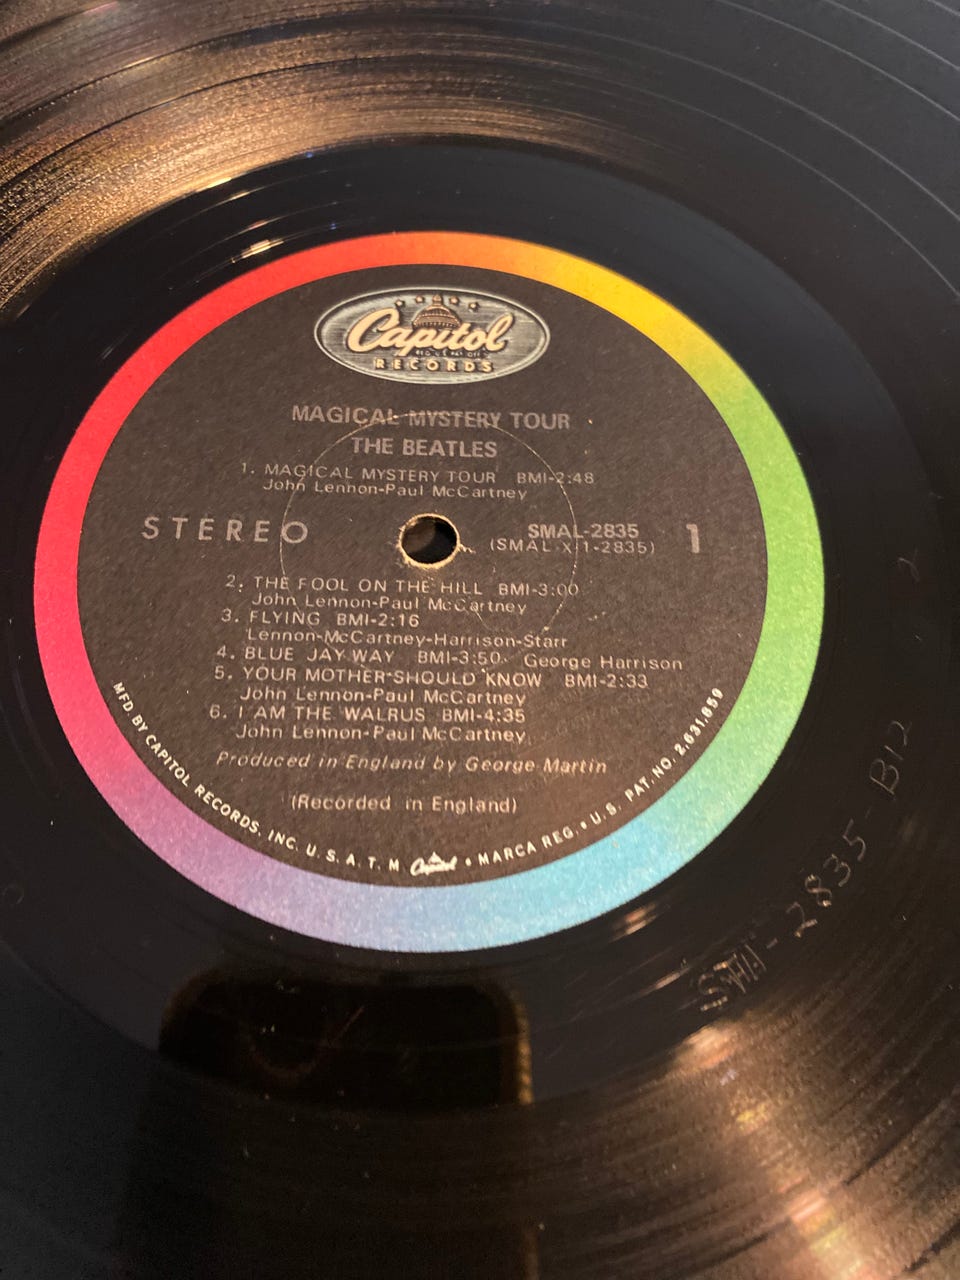 Capitol
REG. U.S. PAT. OFF.
RECORDS
MAGICAL MYSTERY TOUR
THE BEATLES
1. MAGICAL MYSTERY TOUR BMI-2:48
John Lennon-Paul McCartney
STEREO
SMAL-2835
(SMAL-X-1-2835)
1
2. THE FOOL ON THE HILL BMI-3:00
John Lennon-Paul McCartney
3. FLYING BMI-2:16
Lennon-McCartney-Harrison-Starr
4. BLUE JAY WAY BMI-3:50 George Harrison
5. YOUR MOTHER SHOULD KNOW BMI-2:33
John Lennon-Paul McCartney
6. I AM THE WALRUS BMI-4:35
John Lennon-Paul McCartney
Produced in England by George Martin
(Recorded in England)
MFD. BY CAPITOL RECORDS, INC. U.S.A. T.M. Capitol • MARCA REG. • U.S. PAT. NO. 2,631,859
2835-B12